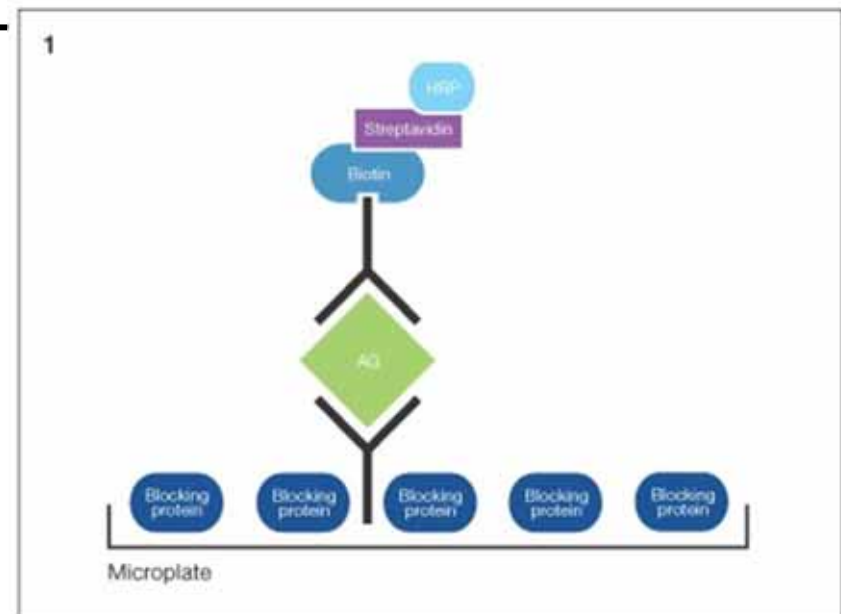 1
HRP
Streptavidin
Biotin
AG
Blocking
protein
Blocking
protein
Blocking
protein
Blocking
protein
Blocking
protein
Microplate